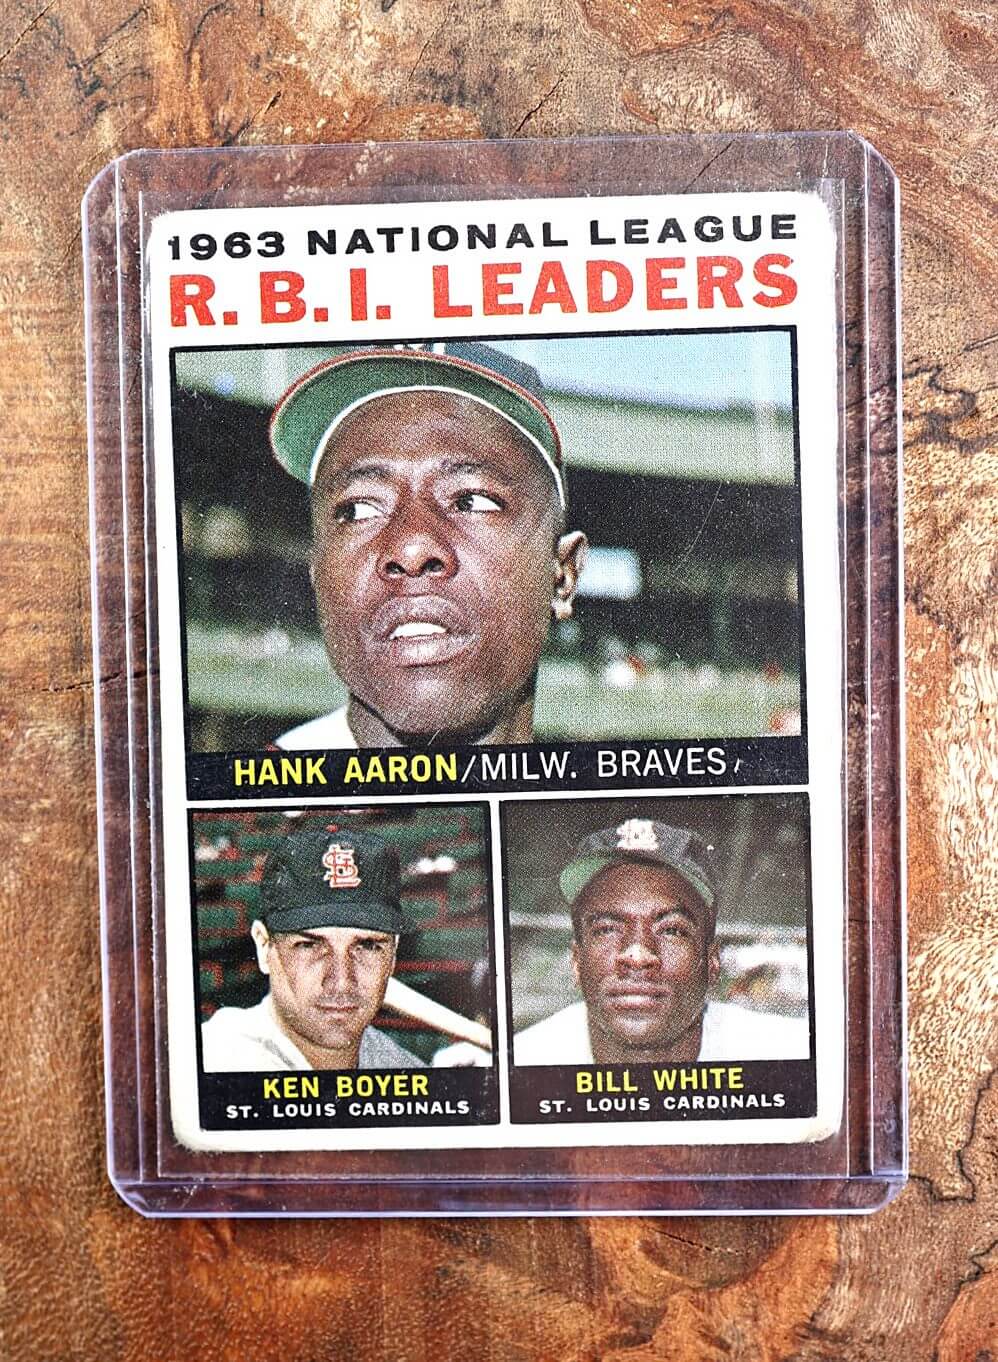 1963 NATIONAL LEAGUE
R. B. I. LEADERS
HANK AARON/MILW. BRAVES
KEN BOYER
ST. LOUIS CARDINALS
BILL WHITE
ST. LOUIS CARDINALS